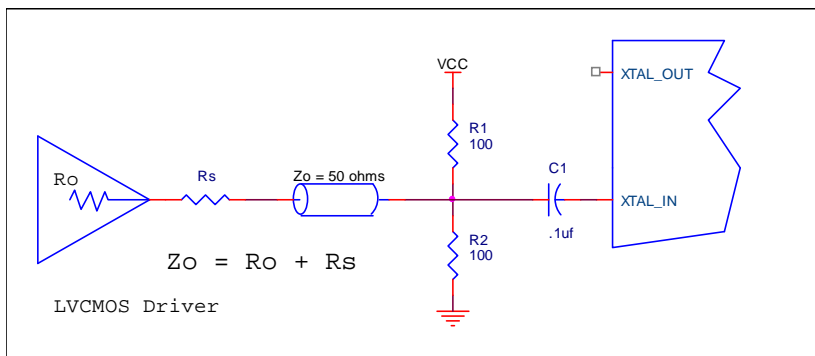 VCC
XTAL_OUT
R1
100
Ro
Rs
Zo = 50 ohms
C1
XTAL_IN
.1uf
R2
100
Zo = Ro + Rs
LVCMOS Driver